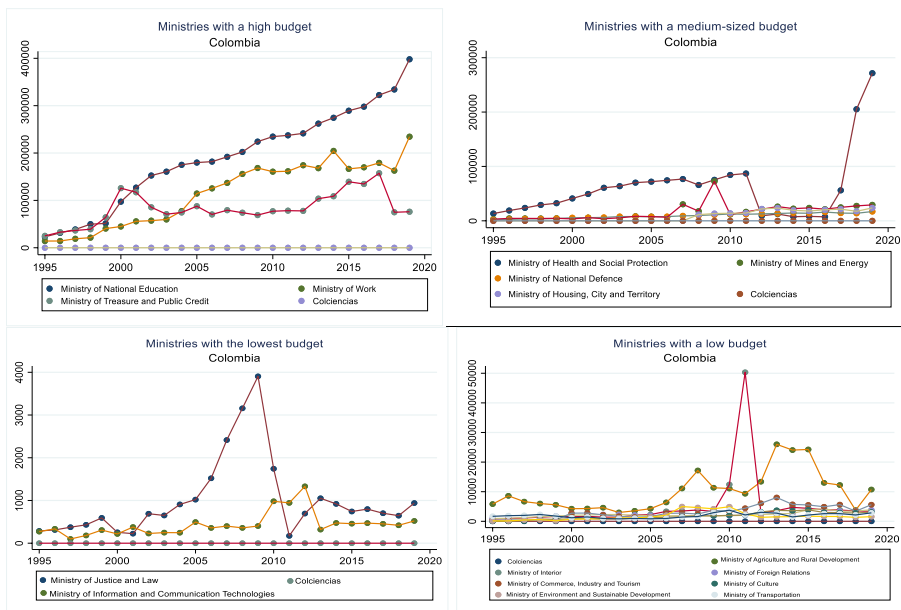 Ministries with a high budget
Colombia
400000
300000
200000
100000
0
1995 2000 2005 2010 2015 2020
Ministry of National Education
Ministry of Work
Ministry of Treasure and Public Credit
Colciencias
Ministries with a medium-sized budget
Colombia
300000
200000
100000
0
1995 2000 2005 2010 2015 2020
Ministry of Health and Social Protection
Ministry of Mines and Energy
Ministry of National Defence
Ministry of Housing, City and Territory
Colciencias
Ministries with the lowest budget
Colombia
4000
3000
2000
1000
0
1995 2000 2005 2010 2015 2020
Ministry of Justice and Law
Colciencias
Ministry of Information and Communication Technologies
Ministries with a low budget
Colombia
50000
40000
30000
20000
10000
0
1995 2000 2005 2010 2015 2020
Colciencias
Ministry of Agriculture and Rural Development
Ministry of Interior
Ministry of Foreign Relations
Ministry of Commerce, Industry and Tourism
Ministry of Culture
Ministry of Environment and Sustainable Development
Ministry of Transportation